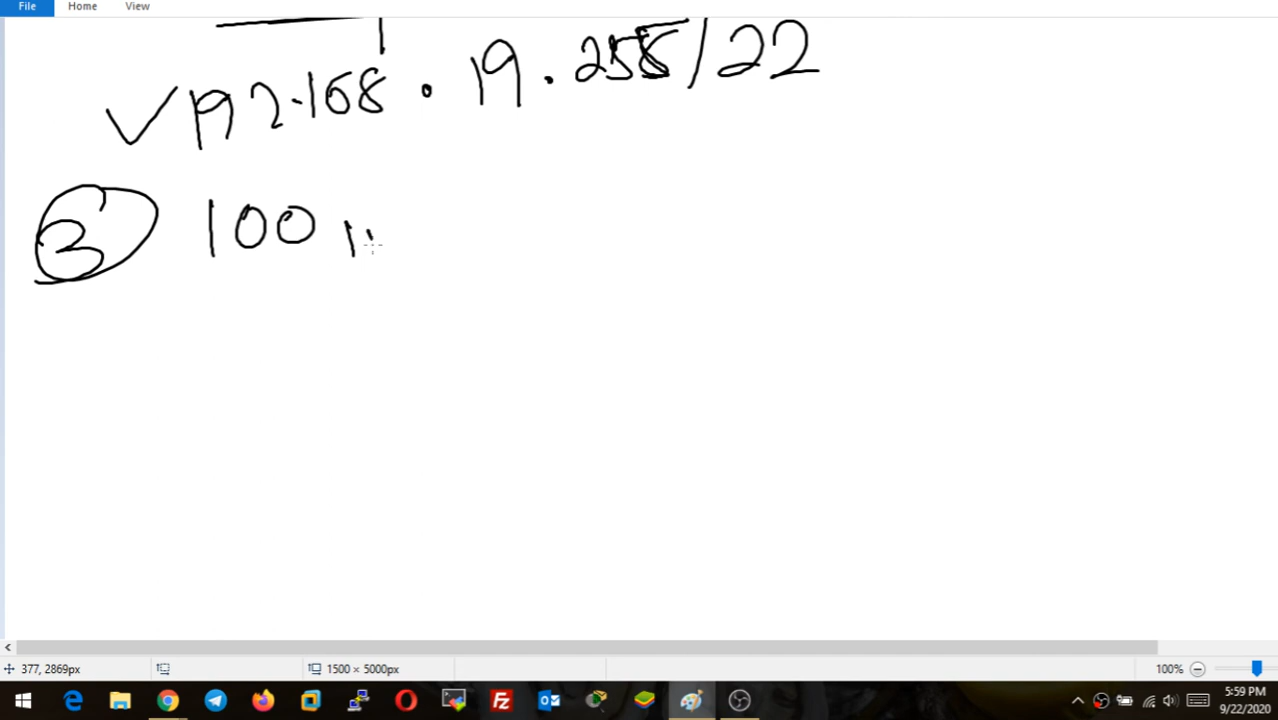 File Home View
192.168.19.255/22
3 100
377, 2869px 1500 × 5000px 100%
5:59 PM
9/22/2020